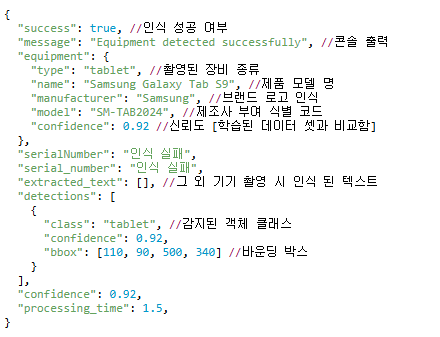 {
"success": true, //인식 성공 여부
"message": "Equipment detected successfully", //콘솔 출력
"equipment": {
"type": "tablet", //촬영된 장비 종류
"name": "Samsung Galaxy Tab S9", //제품 모델 명
"manufacturer": "Samsung", //브랜드 로고 인식
"model": "SM-TAB2024", //제조사 부여 식별 코드
"confidence": 0.92 //신뢰도 [학습된 데이터 셋과 비교함]
},
"serialNumber": "인식 실패",
"serial_number": "인식 실패",
"extracted_text": [], //그 외 기기 촬영 시 인식 된 텍스트
"detections": [
{
"class": "tablet", //감지된 객체 클래스
"confidence": 0.92,
"bbox": [110, 90, 500, 340] //바운딩 박스
}
],
"confidence": 0.92,
"processing_time": 1.5,
}